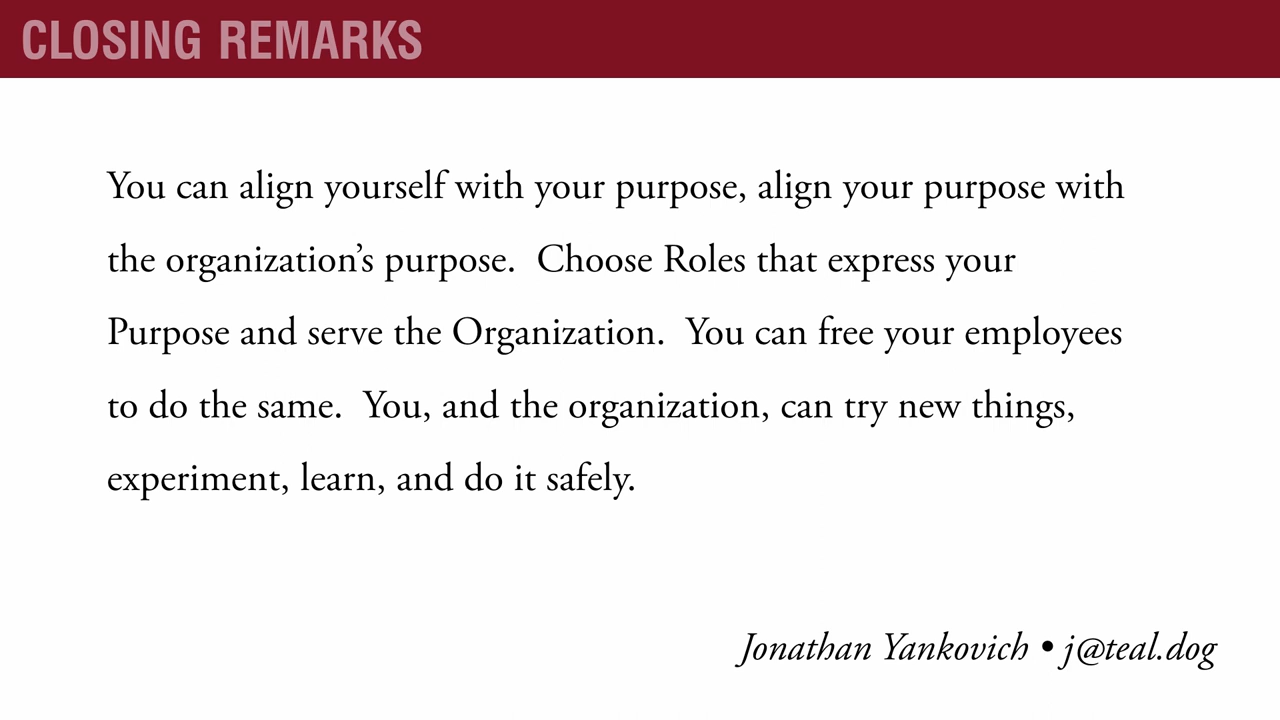 CLOSING REMARKS
You can align yourself with your purpose, align your purpose with
the organization’s purpose.  Choose Roles that express your
Purpose and serve the Organization.  You can free your employees
to do the same.  You, and the organization, can try new things,
experiment, learn, and do it safely.
Jonathan Yankovich • j@teal.dog